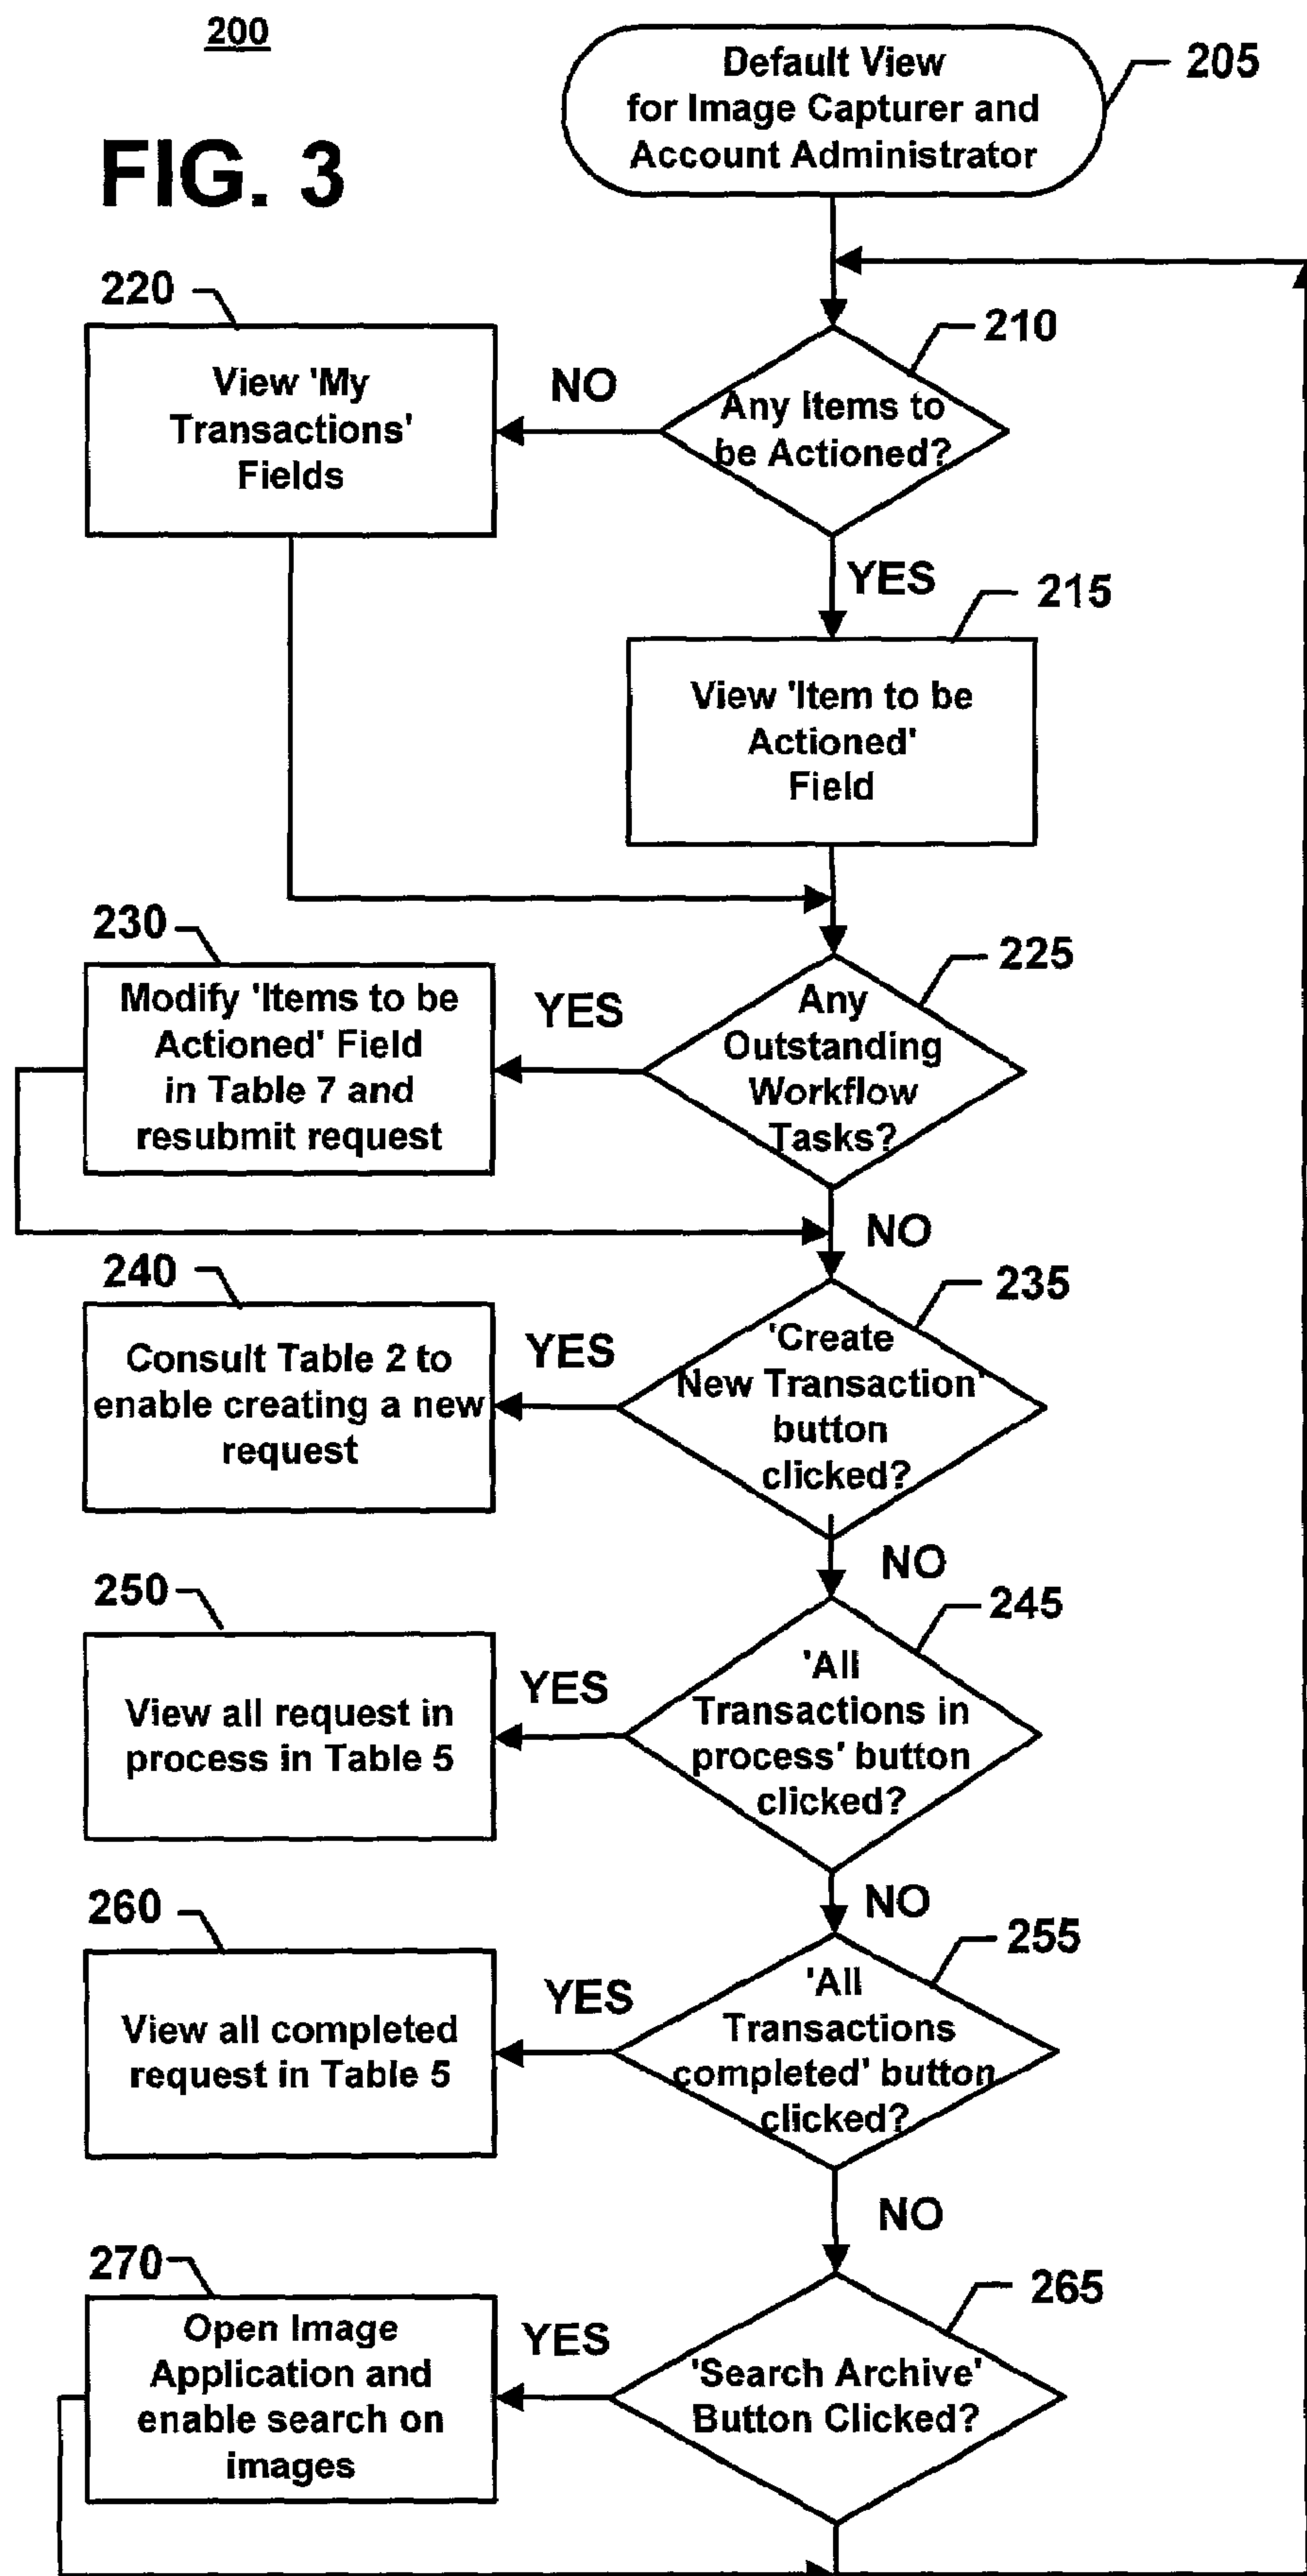 200
FIG. 3
Default View
for Image Capturer and
Account Administrator
205
220
View 'My
Transactions'
Fields
NO
210
Any Items to
be Actioned?
YES
215
View 'Item to be
Actioned'
Field
230
Modify 'Items to be
Actioned' Field
in Table 7 and
resubmit request
YES
225
Any
Outstanding
Workflow
Tasks?
NO
240
Consult Table 2 to
enable creating a new
request
YES
235
'Create
New Transaction'
button
clicked?
NO
250
View all request in
process in Table 5
YES
245
'All
Transactions in
process' button
clicked?
NO
260
View all completed
request in Table 5
YES
255
'All
Transactions
completed' button
clicked?
NO
270
Open Image
Application and
enable search on
images
YES
265
'Search Archive'
Button Clicked?